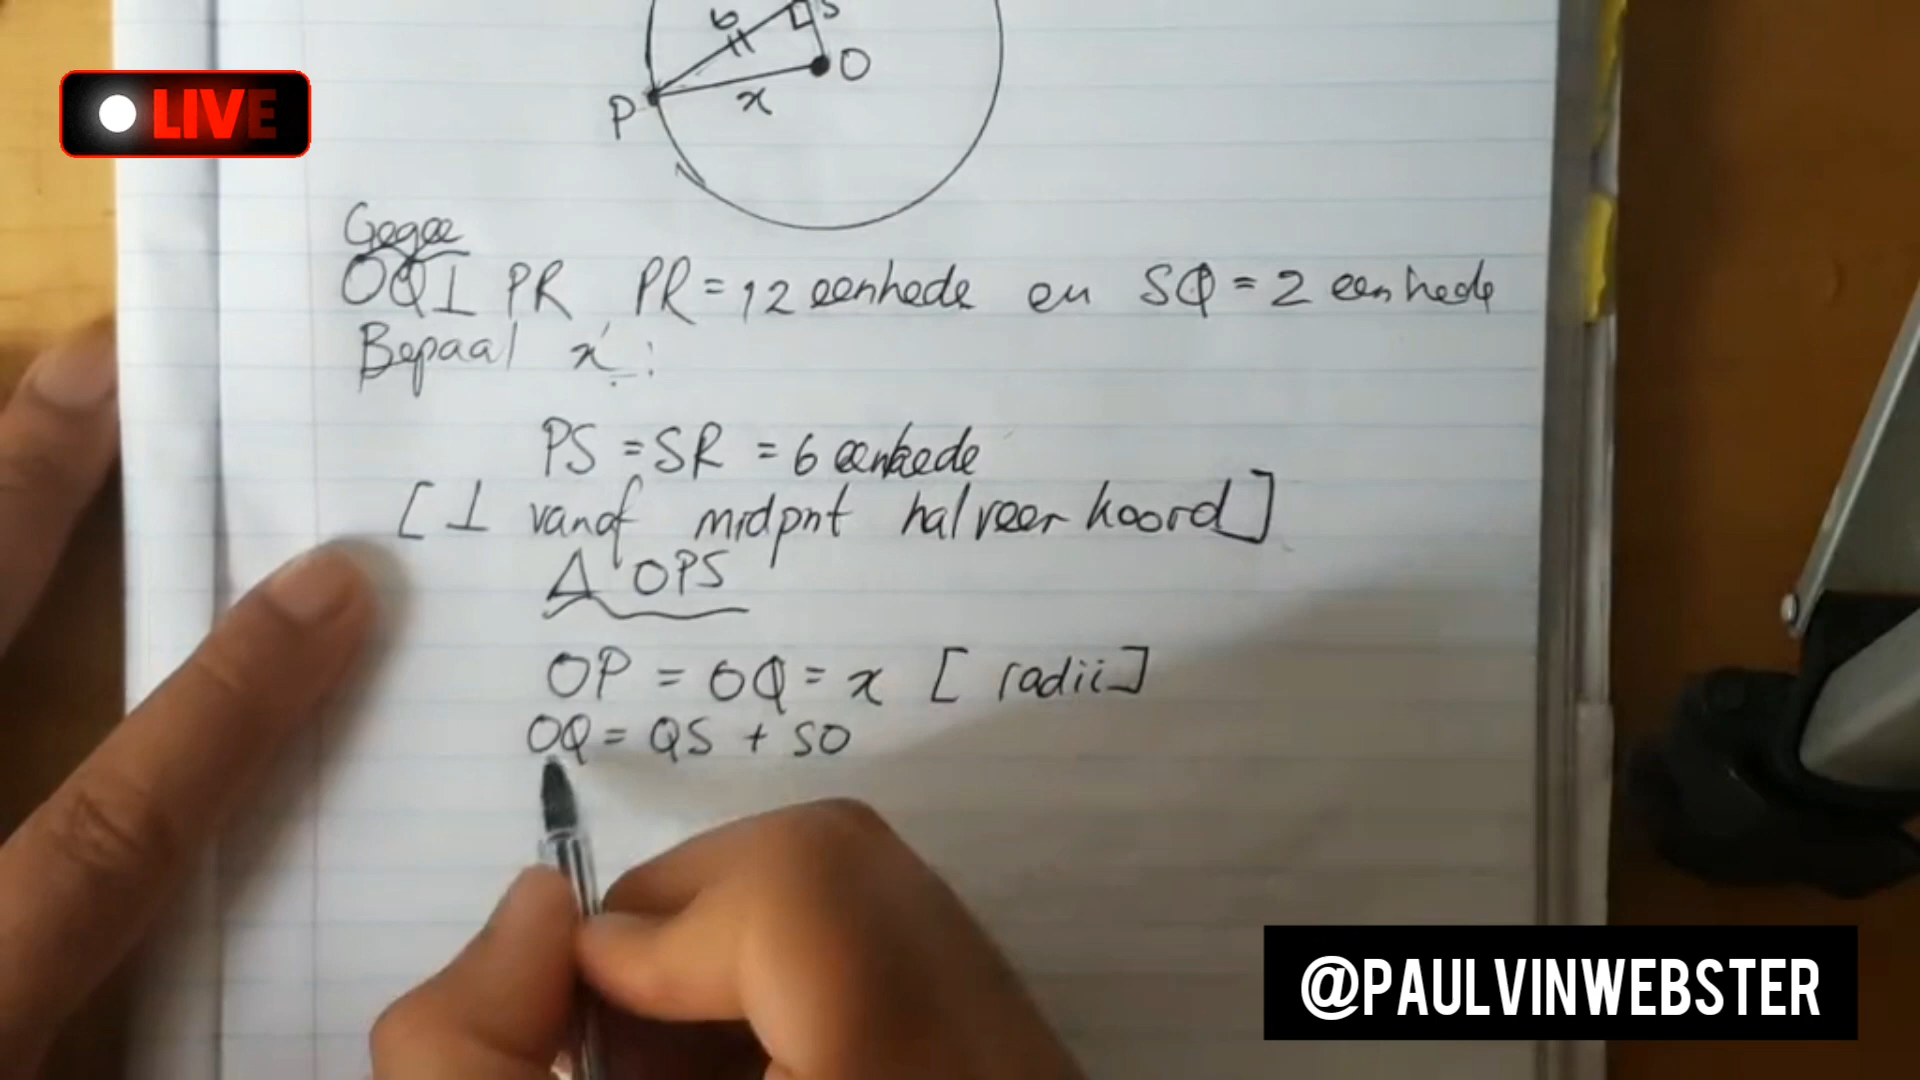 LIVE
6
S
O
P
x
Gegee
OQ ⊥ PR, PR = 12 eenhede en SQ = 2 eenhede
Bepaal x:
PS = SR = 6 eenhede
[⊥ vanaf midpnt halveer koord]
Δ OPS
OP = OQ = x [radii]
OQ = QS + SO
@PAULVINWEBSTER